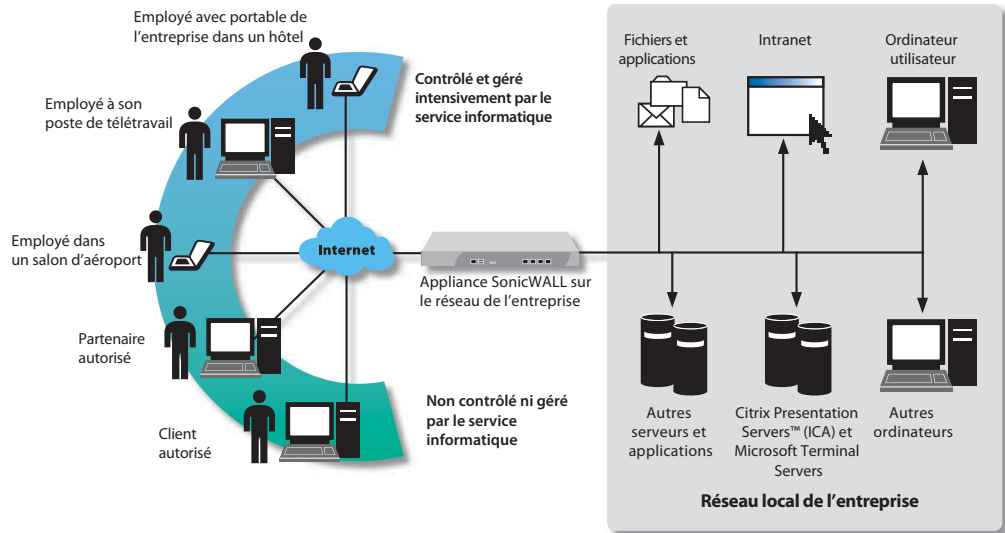 Employé avec portable de
l'entreprise dans un hôtel
Contrôlé et géré
intensivement par le
service informatique
Employé à son
poste de télétravail
Employé dans
un salon d'aéroport
Partenaire
autorisé
Client
autorisé
Non contrôlé ni géré
par le service
informatique
Internet
Appliance SonicWALL sur
le réseau de l'entreprise
Fichiers et
applications
Intranet
Ordinateur
utilisateur
Autres
serveurs et
applications
Citrix Presentation
Servers™ (ICA) et
Microsoft Terminal
Servers
Autres
ordinateurs
Réseau local de l'entreprise